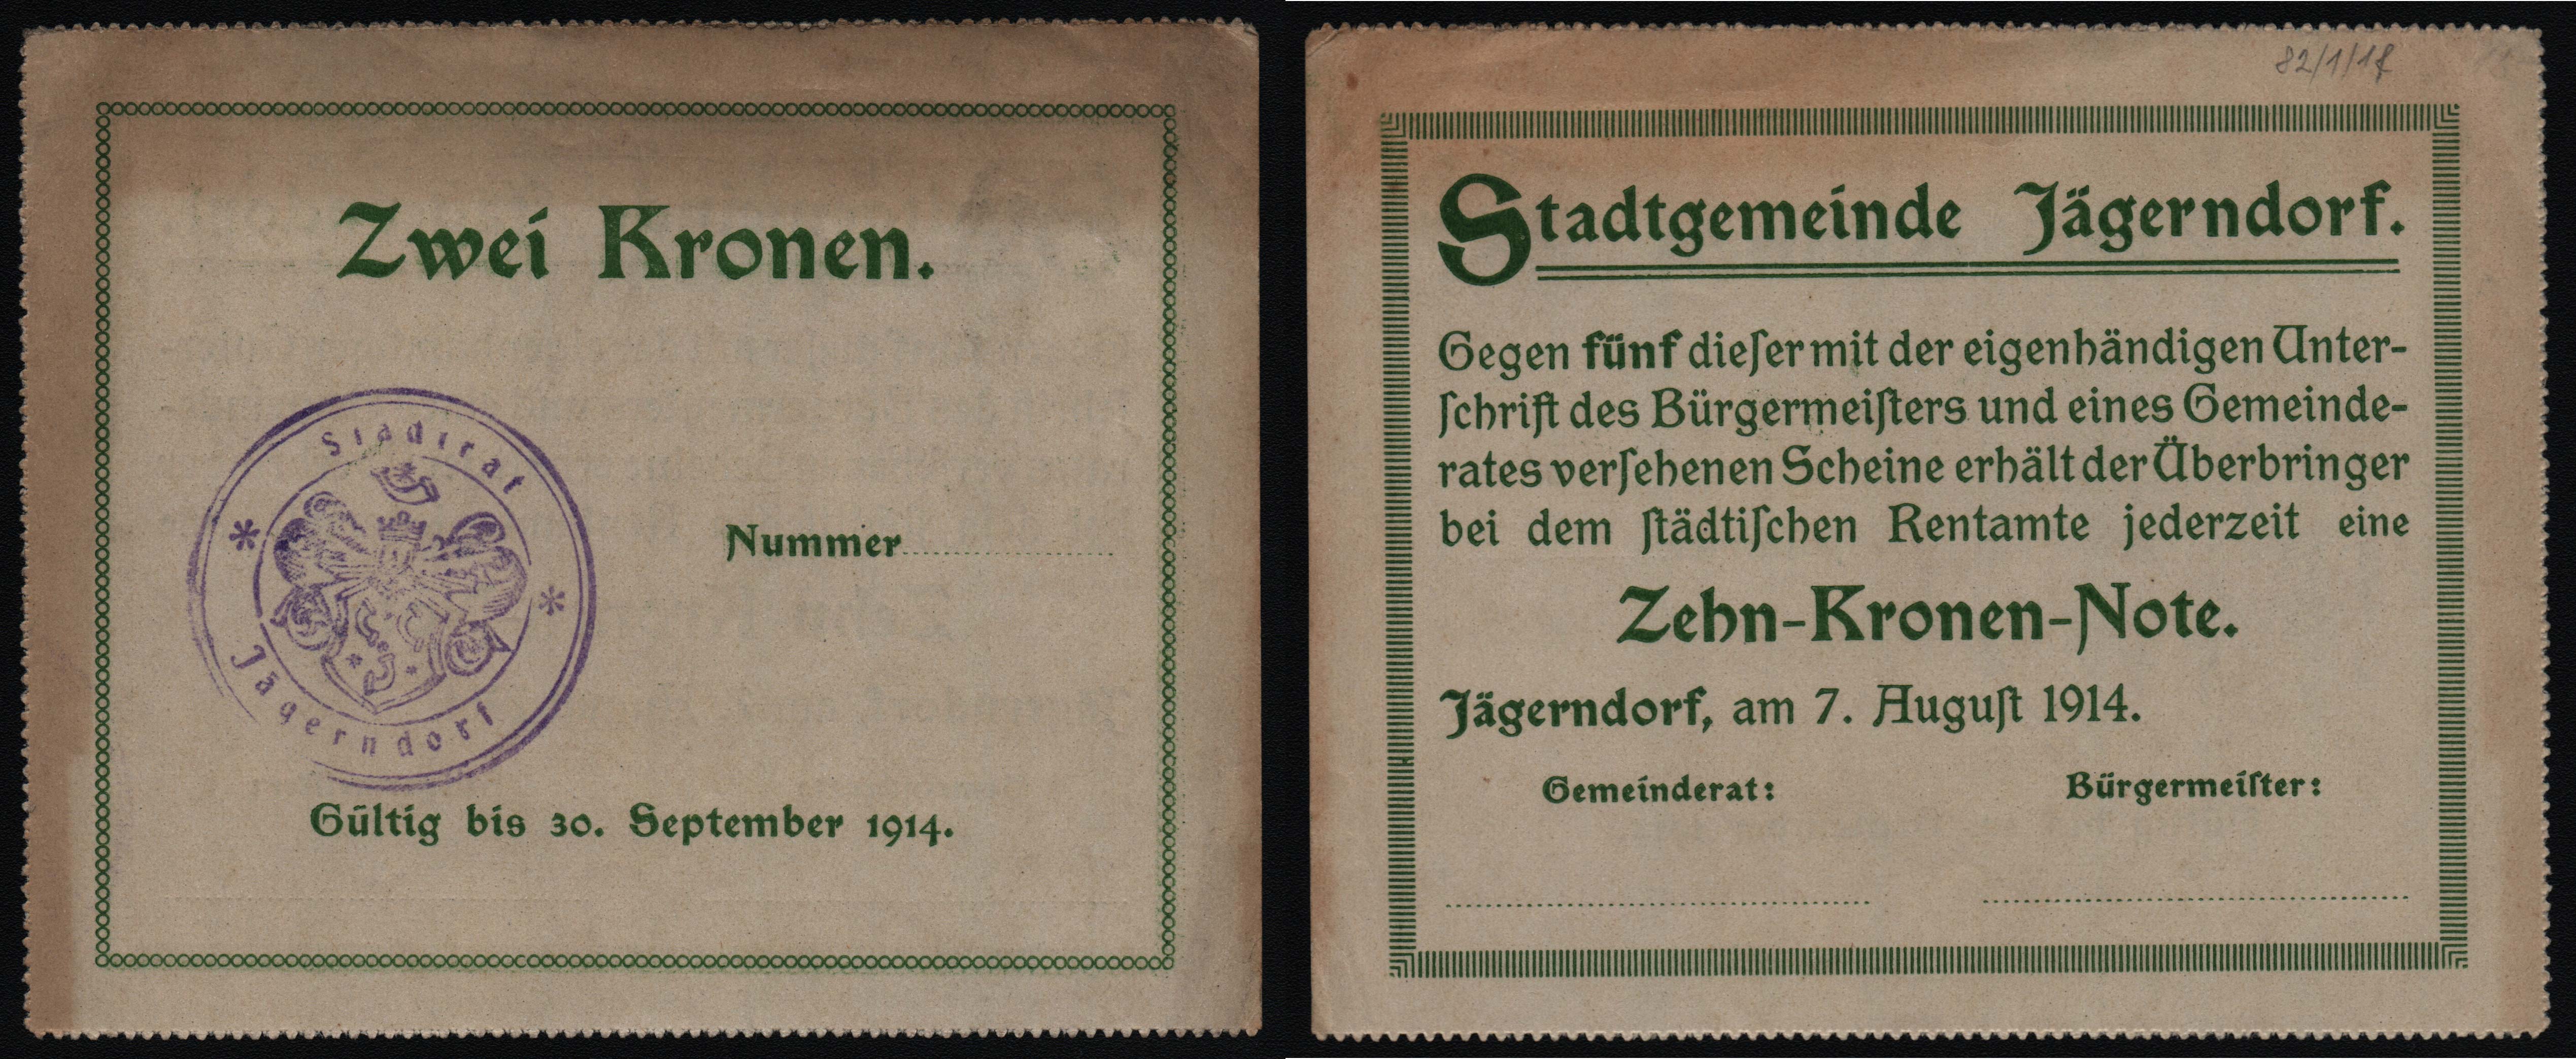 Zwei Kronen.
Stadtrat
Jägerndorf
Nummer
Gültig bis 30. September 1914.
82/1/1f
Stadtgemeinde Jägerndorf.
Gegen fünf dieſer mit der eigenhändigen Unter-
ſchrift des Bürgermeiſters und eines Gemeinde-
rates verſehenen Scheine erhält der Überbringer
bei dem ſtädtiſchen Rentamte jederzeit eine
Zehn-Kronen-Note.
Jägerndorf, am 7. Auguſt 1914.
Gemeinderat: Bürgermeiſter: